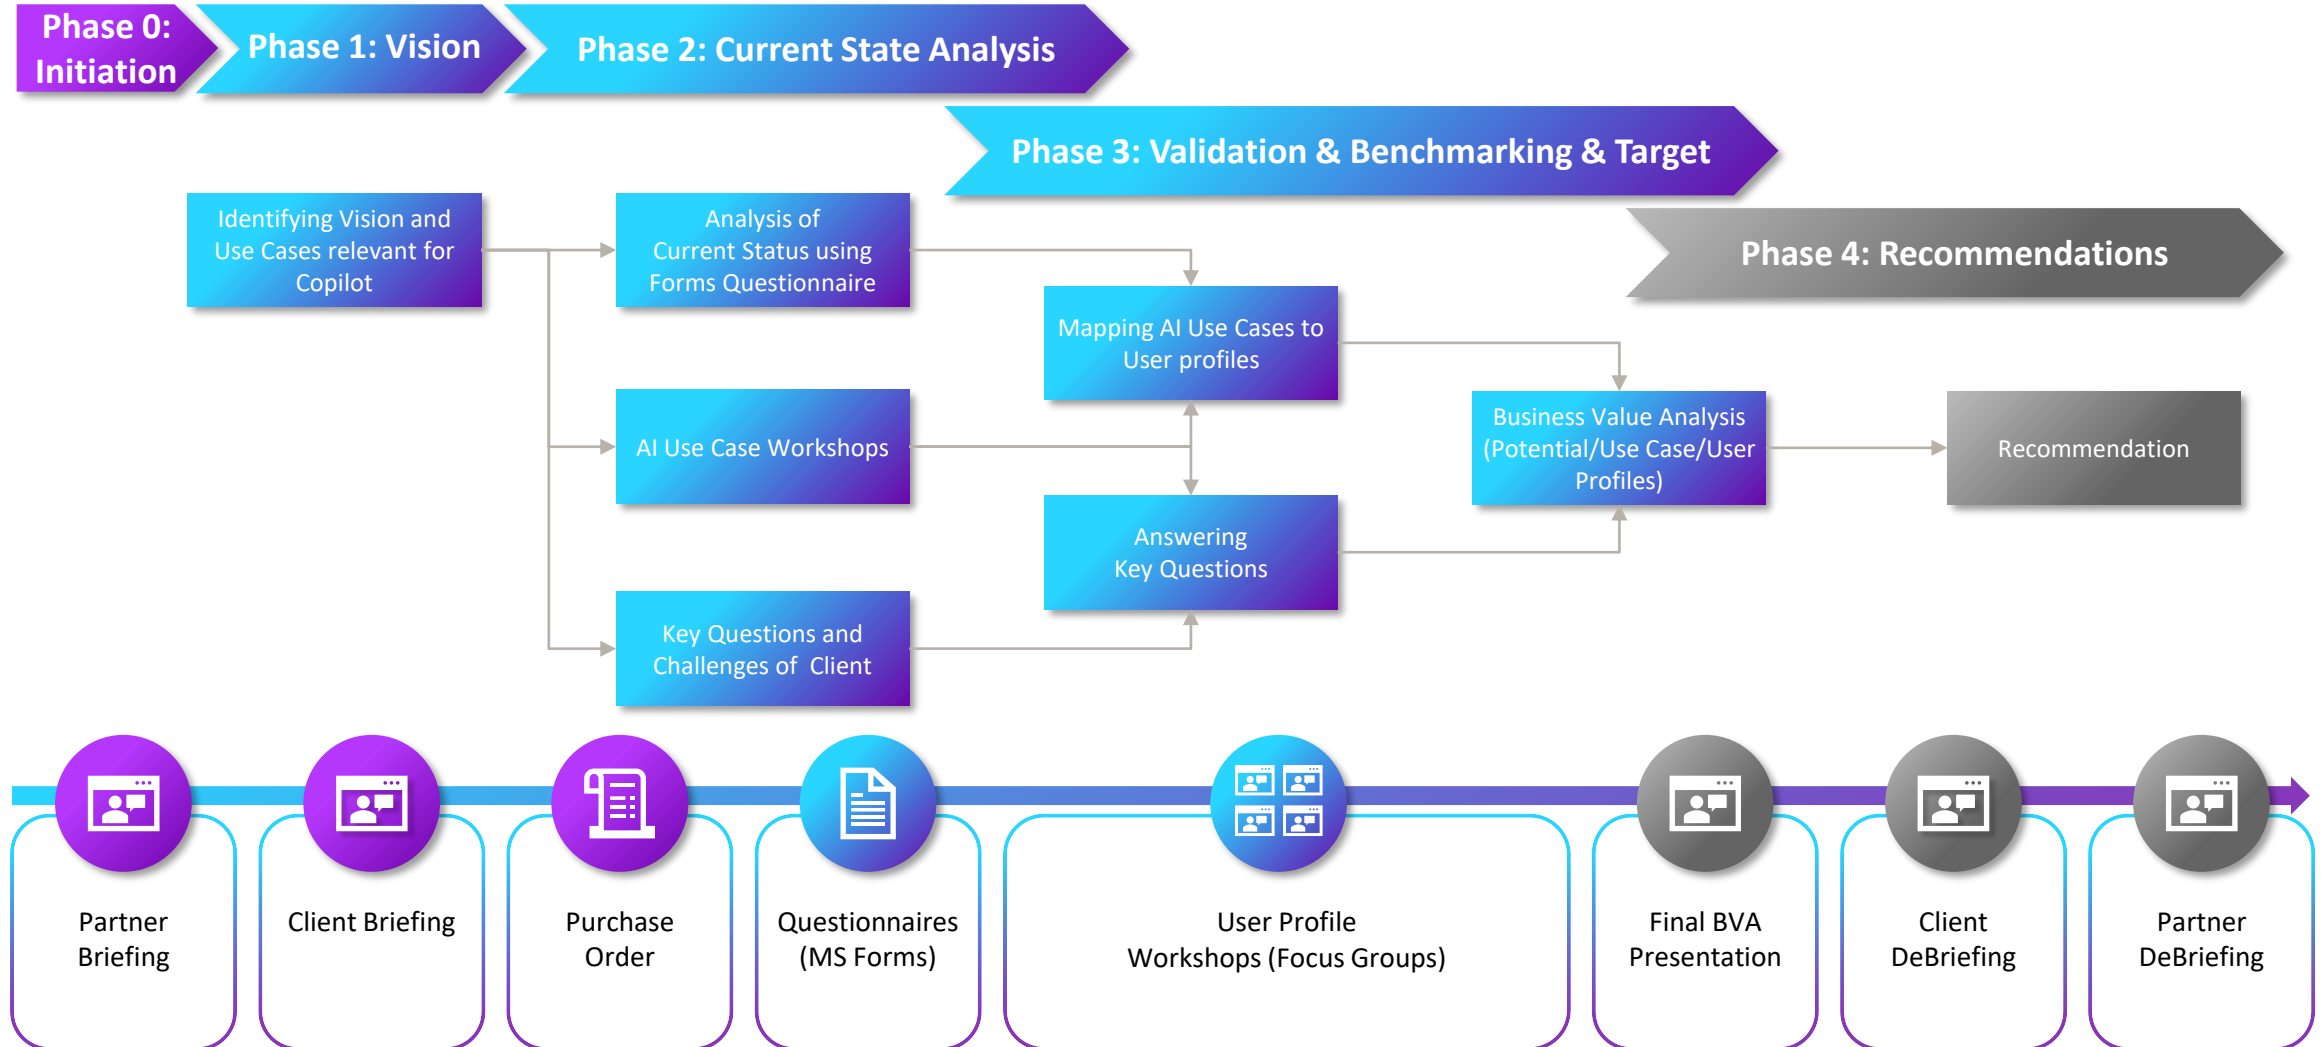 Phase 0:
Initiation
Phase 1: Vision
Phase 2: Current State Analysis
Phase 3: Validation & Benchmarking & Target
Phase 4: Recommendations
Identifying Vision and
Use Cases relevant for
Copilot
Analysis of
Current Status using
Forms Questionnaire
AI Use Case Workshops
Key Questions and
Challenges of  Client
Mapping AI Use Cases to
User profiles
Answering
Key Questions
Business Value Analysis
(Potential/Use Case/User
Profiles)
Recommendation
Partner
Briefing
Client Briefing
Purchase
Order
Questionnaires
(MS Forms)
User Profile
Workshops (Focus Groups)
Final BVA
Presentation
Client
DeBriefing
Partner
DeBriefing